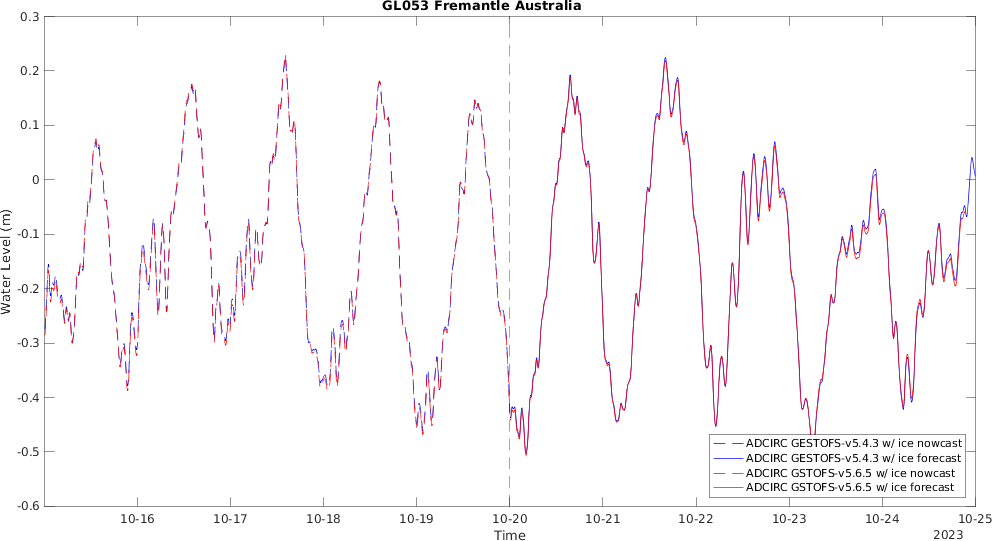 GL053 Fremantle Australia
Water Level (m)
0.3
0.2
0.1
0
-0.1
-0.2
-0.3
-0.4
-0.5
-0.6
ADCIRC GESTOFS-v5.4.3 w/ ice nowcast
ADCIRC GESTOFS-v5.4.3 w/ ice forecast
ADCIRC GSTOFS-v5.6.5 w/ ice nowcast
ADCIRC GSTOFS-v5.6.5 w/ ice forecast
10-16 10-17 10-18 10-19 10-20 10-21 10-22 10-23 10-24 10-25
Time
2023